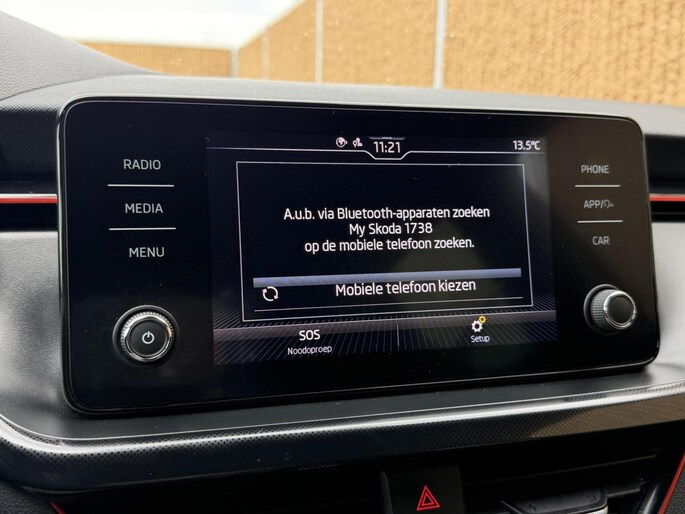 RADIO
MEDIA
MENU
11:21
13.5°C
A.u.b. via Bluetooth-apparaten zoeken
My Skoda 1738
op de mobiele telefoon zoeken.
Mobiele telefoon kiezen
SOS
Noodoproep
Setup
PHONE
APP/
CAR